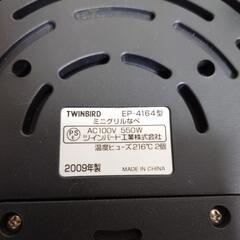 TWINBIRD EP-4164型
ミニグリルなべ
PSE AC100V 550W
ツインバード工業株式会社
温度ヒューズ216℃ 2個
2009年製 MADE IN CHINA